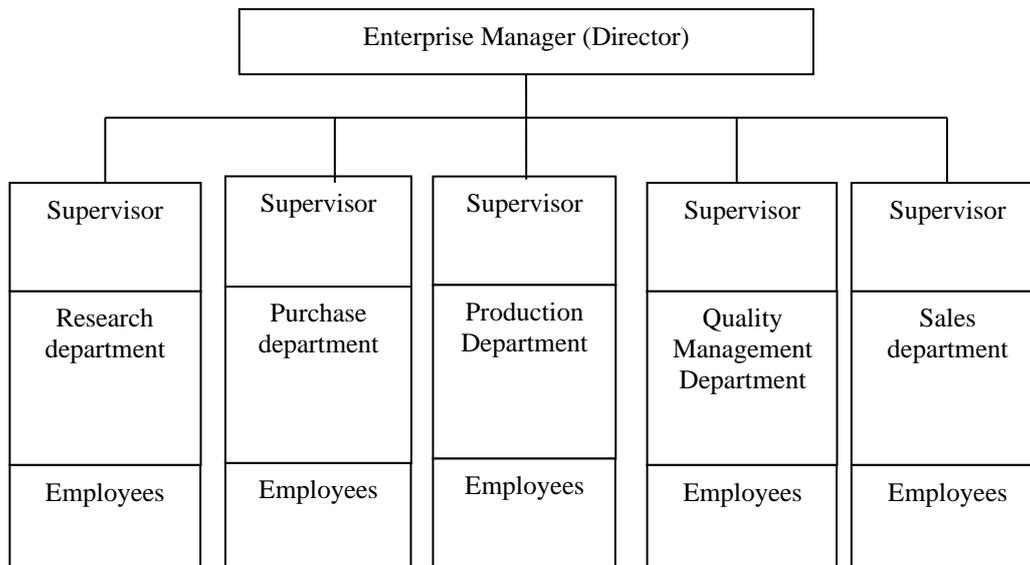 Enterprise Manager (Director)
Supervisor
Supervisor
Supervisor
Supervisor
Supervisor
Research
department
Purchase
department
Production
Department
Quality
Management
Department
Sales
department
Employees
Employees
Employees
Employees
Employees